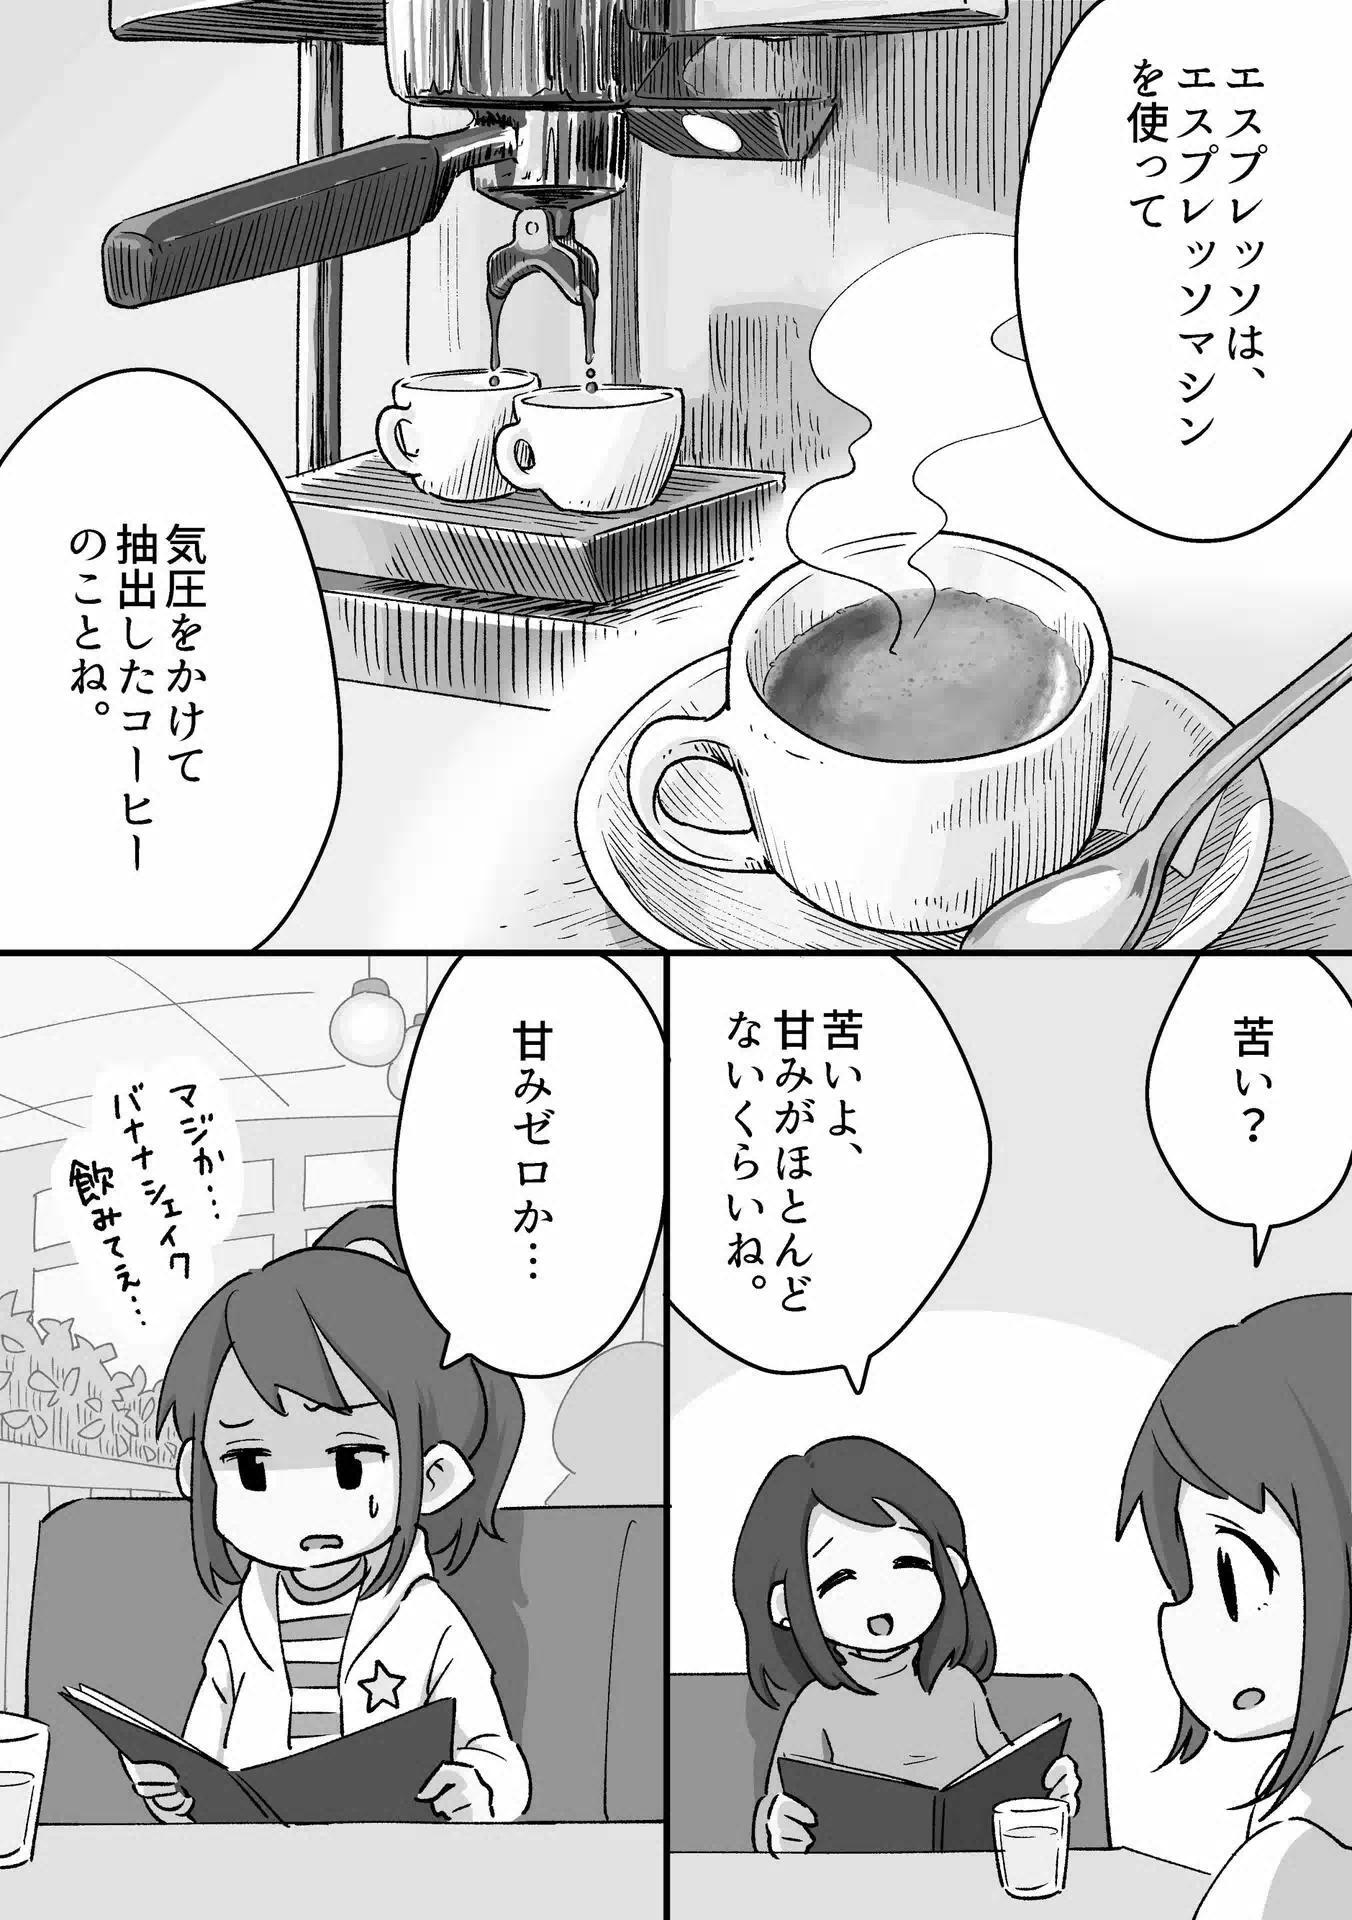 エスプレッソは、
エスプレッソマシン
を使って
気圧をかけて
抽出したコーヒー
のことね。
苦い？
苦いよ、
甘みがほとんど
ないくらいね。
甘みゼロか…
マジか…
バナナシェイク
飲みてえ…